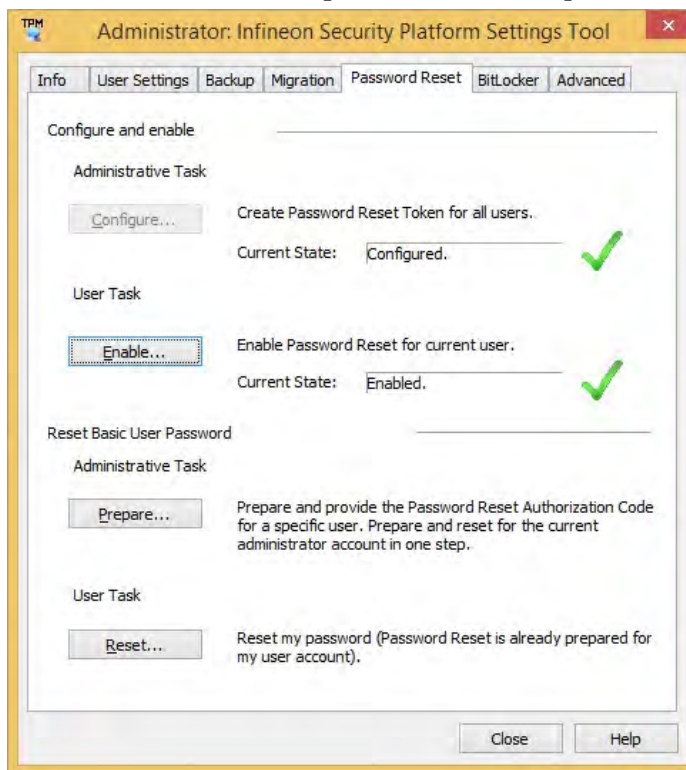 TPM
Administrator: Infineon Security Platform Settings Tool
Info User Settings Backup Migration Password Reset BitLocker Advanced
Configure and enable
Administrative Task
Configure...
Create Password Reset Token for all users.
Current State: Configured.
User Task
Enable...
Enable Password Reset for current user.
Current State: Enabled.
Reset Basic User Password
Administrative Task
Prepare...
Prepare and provide the Password Reset Authorization Code
for a specific user. Prepare and reset for the current
administrator account in one step.
User Task
Reset...
Reset my password (Password Reset is already prepared for
my user account).
Close Help